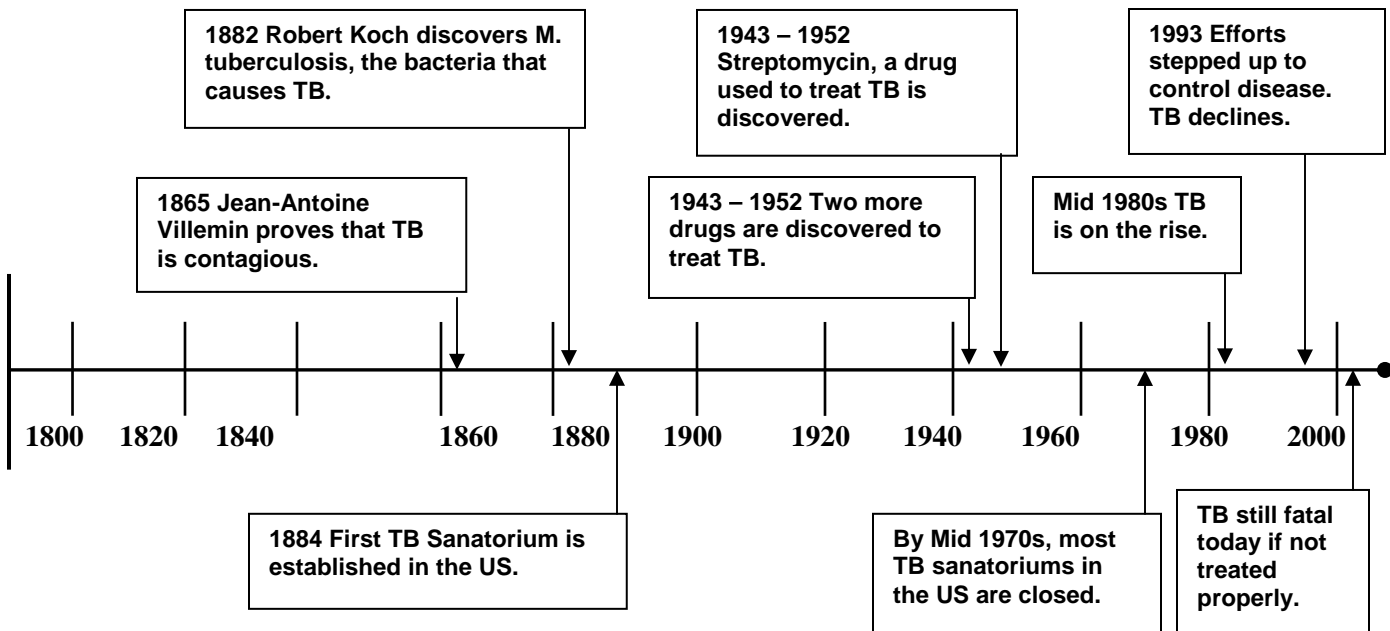 1882 Robert Koch discovers M.
tuberculosis, the bacteria that
causes TB.
1943 – 1952
Streptomycin, a drug
used to treat TB is
discovered.
1993 Efforts
stepped up to
control disease.
TB declines.
1865 Jean-Antoine
Villemin proves that TB
is contagious.
1943 – 1952 Two more
drugs are discovered to
treat TB.
Mid 1980s TB
is on the rise.
1800 1820 1840 1860 1880 1900 1920 1940 1960 1980 2000
1884 First TB Sanatorium is
established in the US.
By Mid 1970s, most
TB sanatoriums in
the US are closed.
TB still fatal
today if not
treated
properly.